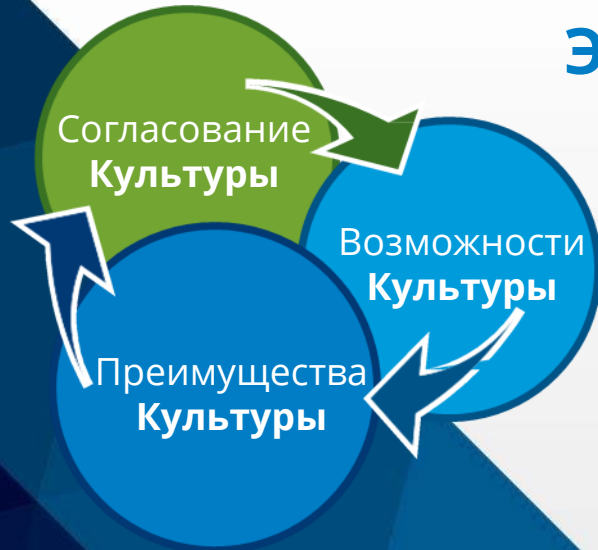 Э
Согласование
Культуры
Возможности
Культуры
Преимущества
Культуры